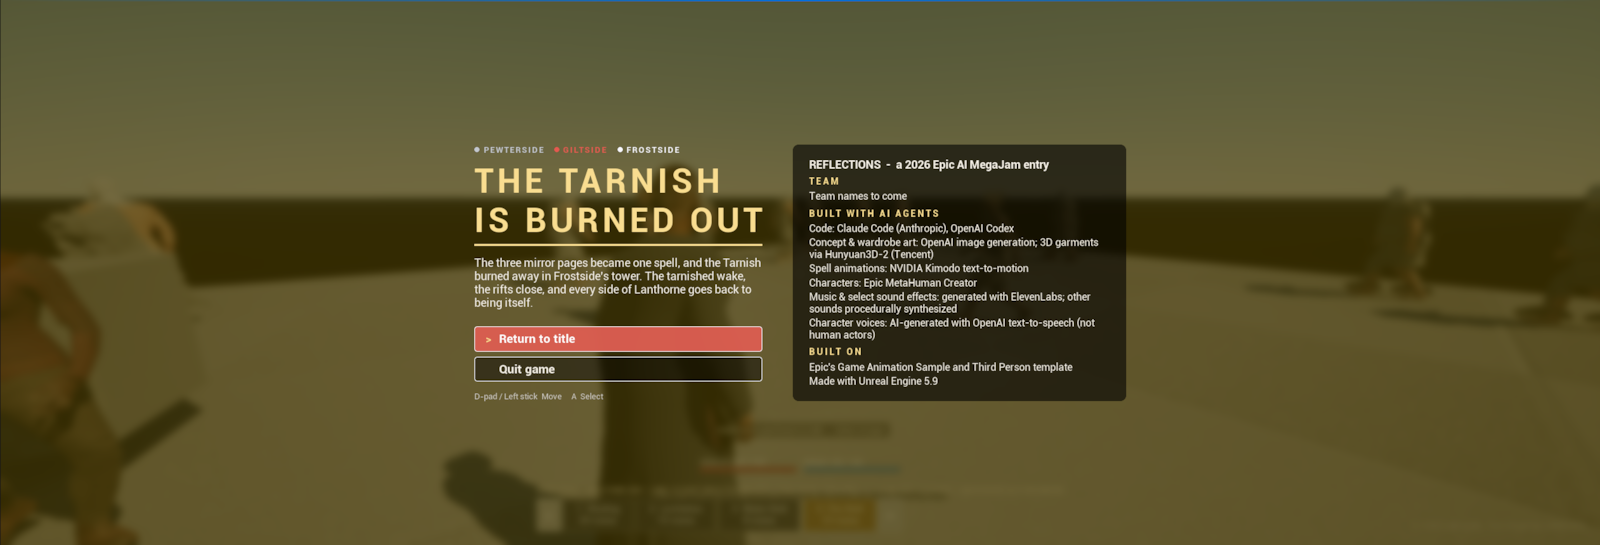 PEWTERSIDE GILTSIDE FROSTSIDE
THE TARNISH
IS BURNED OUT
The three mirror pages became one spell, and the Tarnish
burned away in Frostside's tower. The tarnished wake,
the rifts close, and every side of Lanthorne goes back to
being itself.
> Return to title
Quit game
D-pad / Left stick Move A Select
REFLECTIONS - a 2026 Epic AI MegaJam entry
TEAM
Team names to come
BUILT WITH AI AGENTS
Code: Claude Code (Anthropic), OpenAI Codex
Concept & wardrobe art: OpenAI image generation; 3D garments
via Hunyuan3D-2 (Tencent)
Spell animations: NVIDIA Kimodo text-to-motion
Characters: Epic MetaHuman Creator
Music & select sound effects: generated with ElevenLabs; other
sounds procedurally synthesized
Character voices: AI-generated with OpenAI text-to-speech (not
human actors)
BUILT ON
Epic's Game Animation Sample and Third Person template
Made with Unreal Engine 5.9